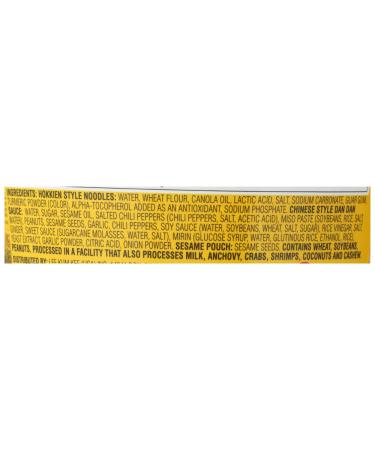 INGREDIENTS: HOKKIEN STYLE NOODLES: WATER, WHEAT FLOUR, CANOLA OIL, LACTIC ACID, SALT, SODIUM CARBONATE, GUAR GUM,
TUMERIC POWDER (COLOR), ALPHA-TOCOPHEROL ADDED AS AN ANTIOXIDANT, SODIUM PHOSPHATE. CHINESE STYLE DAN DAN
SAUCE: WATER, SUGAR, SESAME OIL, SALTED CHILI PEPPERS (CHILI PEPPERS, SALT, ACETIC ACID), MISO PASTE (SOYBEANS, RICE, SALT,
WATER), PEANUTS, SESAME SEEDS, GARLIC, CHILI PEPPERS, SOY SAUCE (WATER, SOYBEANS, WHEAT, SALT, SUGAR), RICE VINEGAR, SALT,
GINGER, SWEET SAUCE (SUGARCANE MOLASSES, WATER, SALT), MIRIN (GLUCOSE SYRUP, WATER, GLUTINOUS RICE, ETHANOL, RICE),
YEAST EXTRACT, GARLIC POWDER, CITRIC ACID, ONION POWDER. SESAME POUCH: SESAME SEEDS. CONTAINS WHEAT, SOYBEANS,
PEANUTS. PROCESSED IN A FACILITY THAT ALSO PROCESSES MILK, ANCHOVY, CRABS, SHRIMPS, COCONUTS AND CASHEW.
DISTRIBUTED BY: LEE KUM KEE